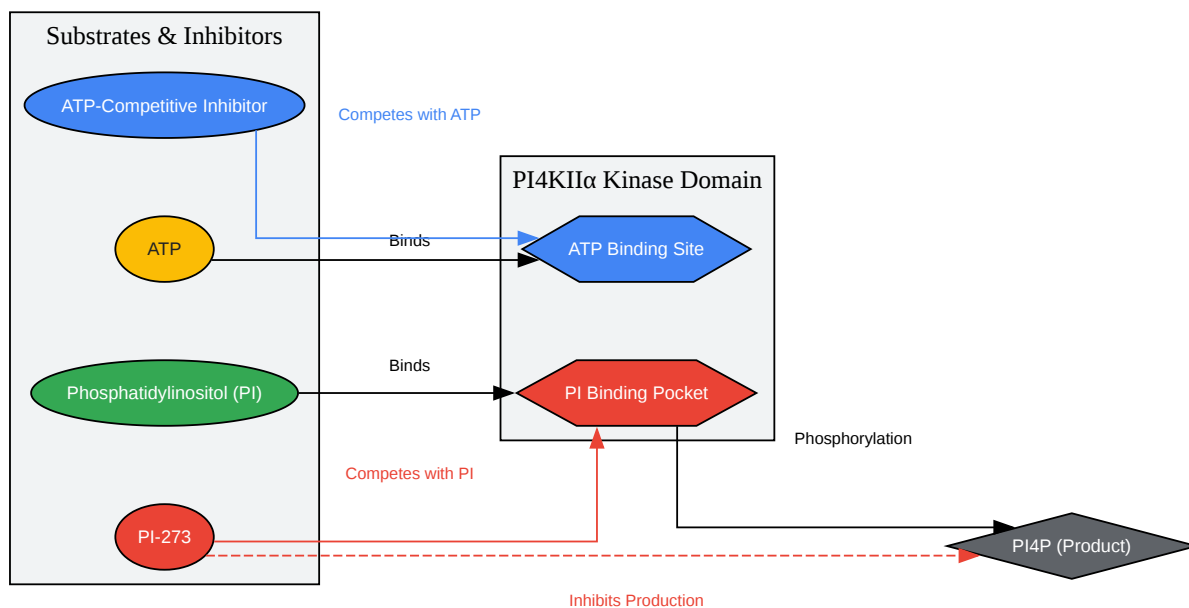 Substrates & Inhibitors
ATP-Competitive Inhibitor
Competes with ATP
PI4KIIα Kinase Domain
ATP
Binds
ATP Binding Site
Phosphatidylinositol (PI)
Binds
PI Binding Pocket
Phosphorylation
Competes with PI
PI-273
PI4P (Product)
Inhibits Production